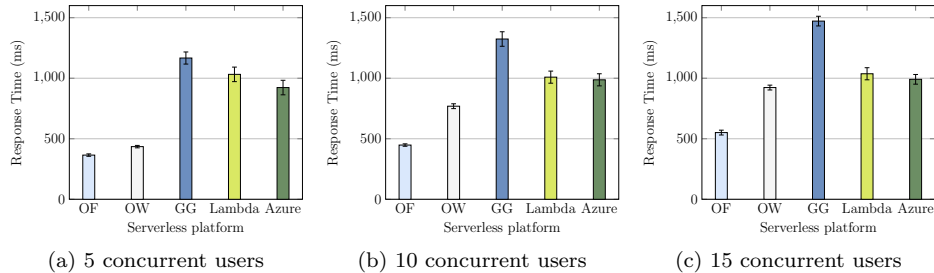 1,500
1,000
500
0
Response Time (ms)
OF OW GG Lambda Azure
Serverless platform
(a) 5 concurrent users
1,500
1,000
500
0
Response Time (ms)
OF OW GG Lambda Azure
Serverless platform
(b) 10 concurrent users
1,500
1,000
500
0
Response Time (ms)
OF OW GG Lambda Azure
Serverless platform
(c) 15 concurrent users